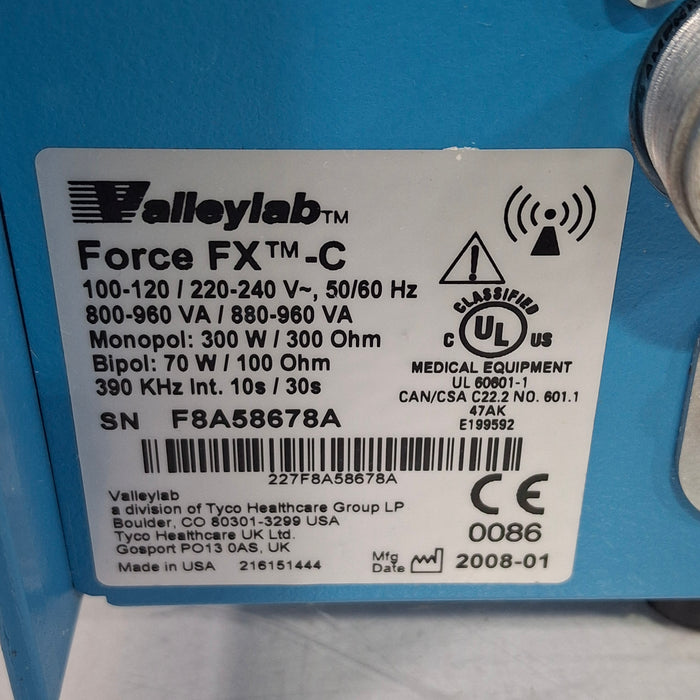 Valleylab™
Force FX™-C
100-120 / 220-240 V~, 50/60 Hz
800-960 VA / 880-960 VA
Monopol: 300 W / 300 Ohm
Bipol: 70 W / 100 Ohm
390 KHz Int. 10s / 30s
SN F8A58678A
CLASSIFIED
C UL US
MEDICAL EQUIPMENT
UL 60601-1
CAN/CSA C22.2 NO. 601.1
47AK
E199592
227F8A58678A
Valleylab
a division of Tyco Healthcare Group LP
Boulder, CO 80301-3299 USA
Tyco Healthcare UK Ltd.
Gosport PO13 0AS, UK
Made in USA 216151444
CE
0086
Mfg
Date 2008-01